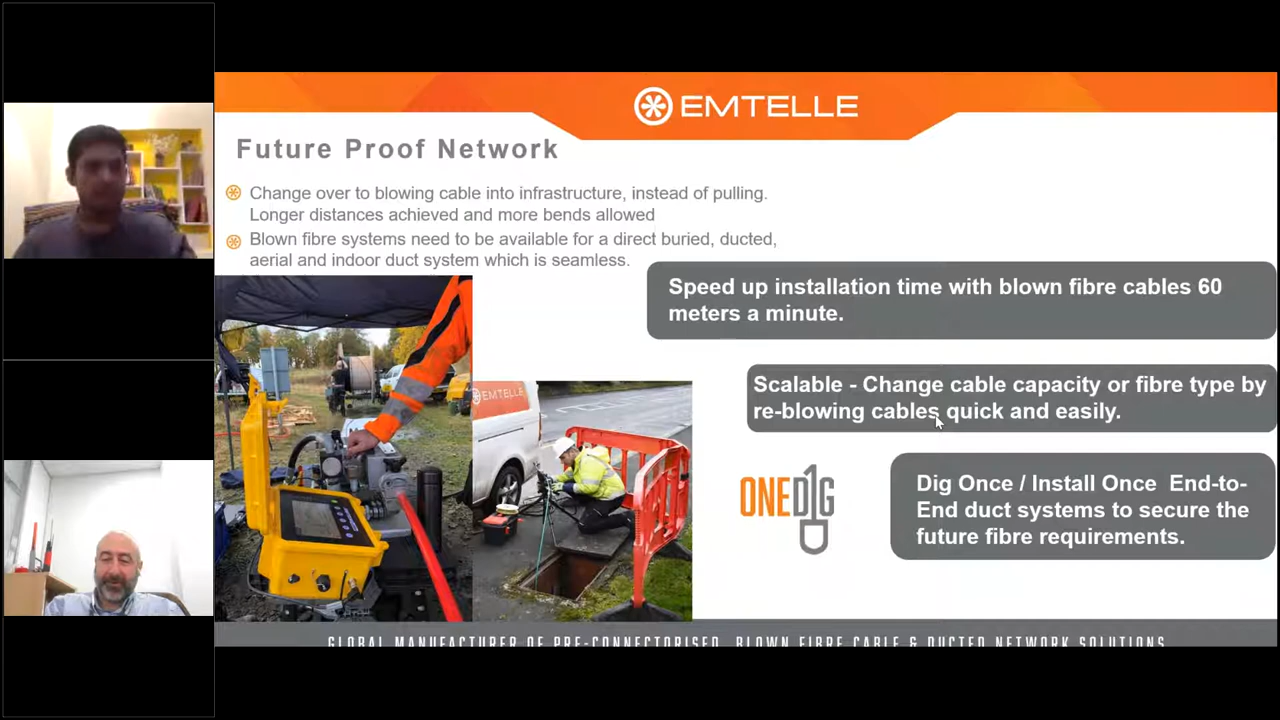 EMTELLE
Future Proof Network
Change over to blowing cable into infrastructure, instead of pulling.
Longer distances achieved and more bends allowed
Blown fibre systems need to be available for a direct buried, ducted,
aerial and indoor duct system which is seamless.
Speed up installation time with blown fibre cables 60
meters a minute.
EMTELLE
Scalable - Change cable capacity or fibre type by
re-blowing cables quick and easily.
ONEDIG
Dig Once / Install Once End-to-
End duct systems to secure the
future fibre requirements.
GLOBAL MANUFACTURER OF PRE-CONNECTORISED, BLOWN FIBRE CABLE & DUCTED NETWORK SOLUTIONS